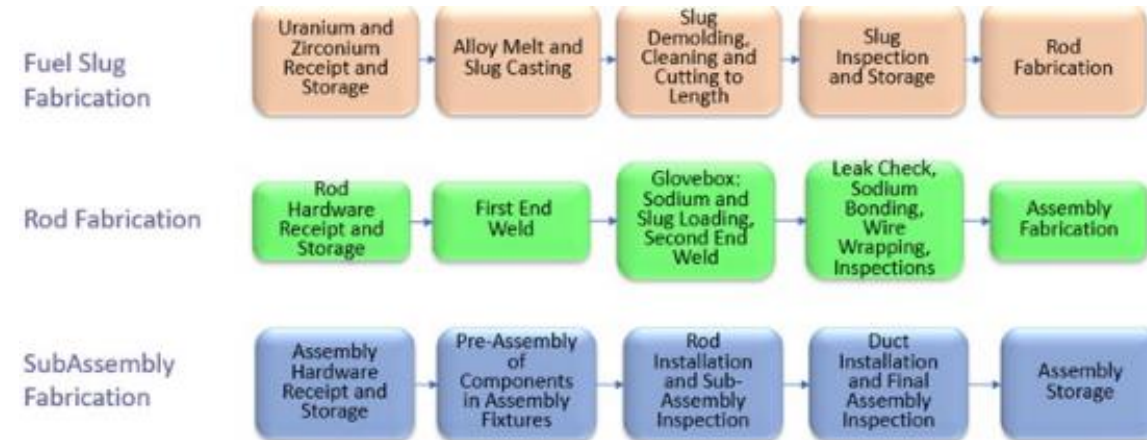 Fuel Slug
Fabrication
Uranium and
Zirconium
Receipt and
Storage
Alloy Melt and
Slug Casting
Slug
Demolding,
Cleaning and
Cutting to
Length
Slug
Inspection
and Storage
Rod
Fabrication
Rod Fabrication
Rod
Hardware
Receipt and
Storage
First End
Weld
Glovebox:
Sodium and
Slug Loading,
Second End
Weld
Leak Check,
Sodium
Bonding,
Wire
Wrapping,
Inspections
Assembly
Fabrication
SubAssembly
Fabrication
Assembly
Hardware
Receipt and
Storage
Pre-Assembly
of
Components
in Assembly
Fixtures
Rod
Installation
and Sub-
Assembly
Inspection
Duct
Installation
and Final
Assembly
Inspection
Assembly
Storage